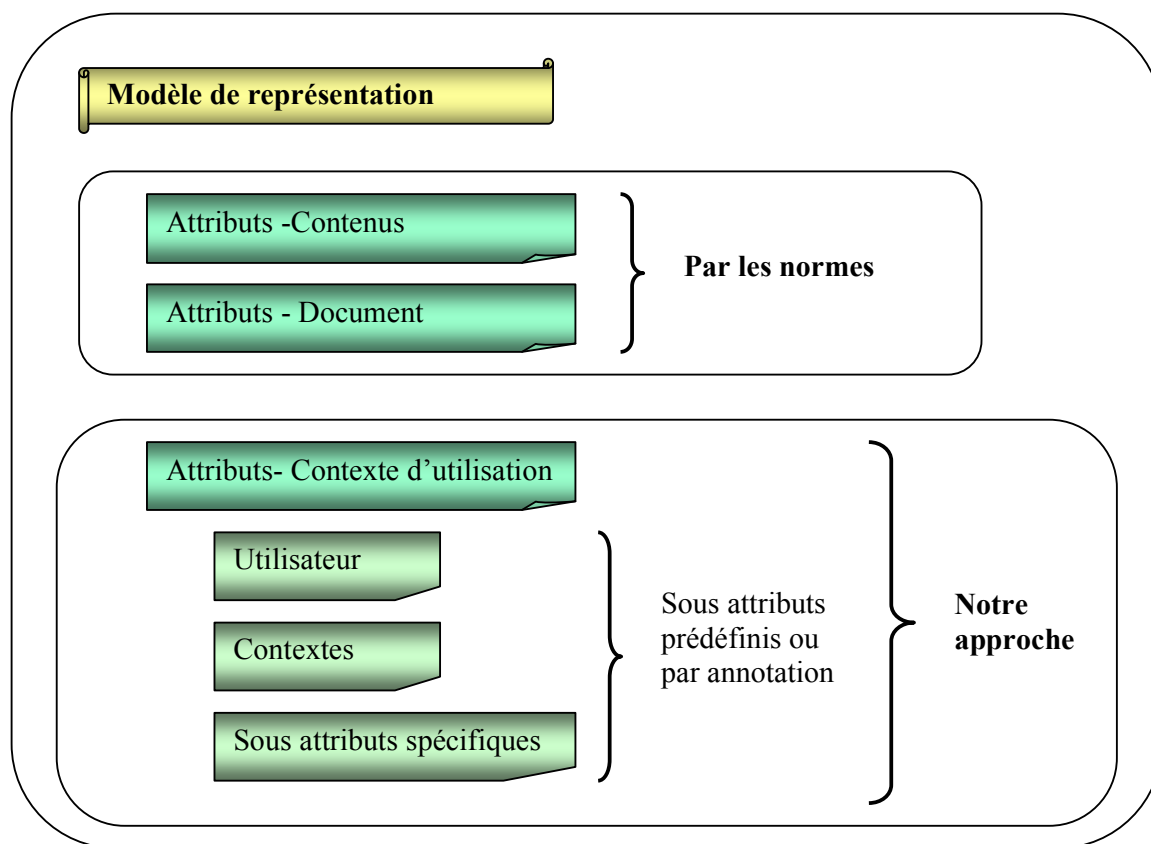 Modèle de représentation
Attributs -Contenus
Attributs - Document
Par les normes
Attributs- Contexte d’utilisation
Utilisateur
Contextes
Sous attributs spécifiques
Sous attributs
prédéfinis ou
par annotation
Notre
approche